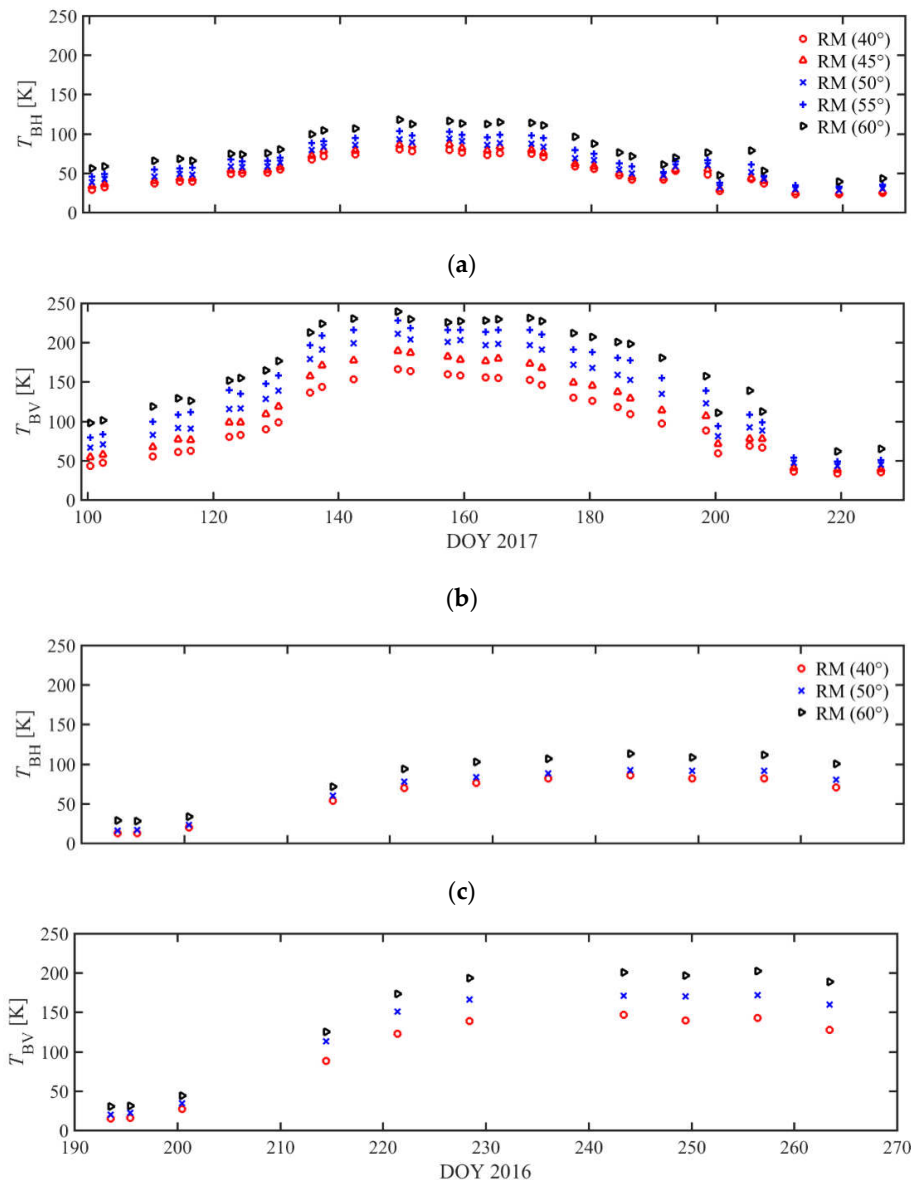 250
200
150
100
50
0
T_BH [K]
RM (40°)
RM (45°)
RM (50°)
RM (55°)
RM (60°)
(a)
250
200
150
100
50
0
T_BV [K]
100 120 140 160 180 200 220
DOY 2017
(b)
250
200
150
100
50
0
T_BH [K]
RM (40°)
RM (50°)
RM (60°)
(c)
250
200
150
100
50
0
T_BV [K]
190 200 210 220 230 240 250 260 270
DOY 2016